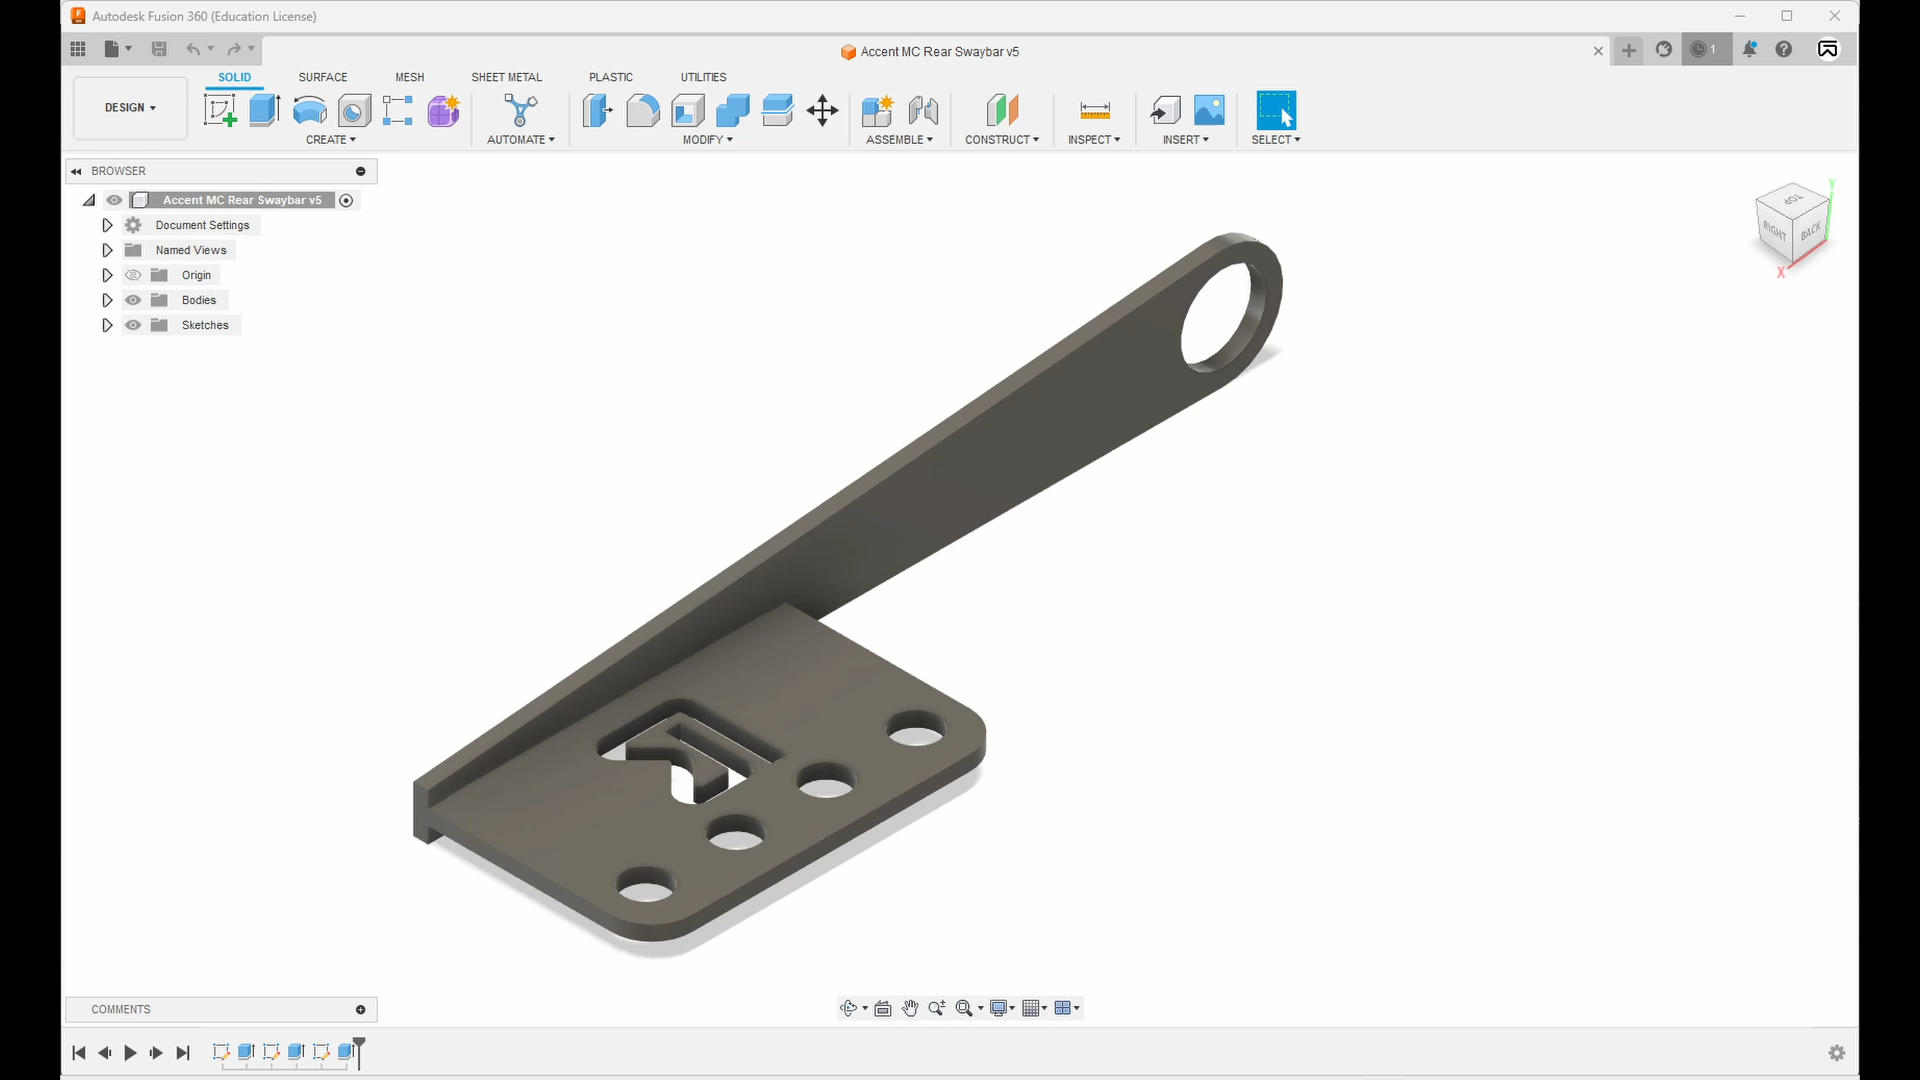 Autodesk Fusion 360 (Education License)
Accent MC Rear Swaybar v5
1
DESIGN
SOLID
SURFACE
MESH
SHEET METAL
PLASTIC
UTILITIES
CREATE
AUTOMATE
MODIFY
ASSEMBLE
CONSTRUCT
INSPECT
INSERT
SELECT
BROWSER
Accent MC Rear Swaybar v5
Document Settings
Named Views
Origin
Bodies
Sketches
TOP
RIGHT
BACK
Y
X
COMMENTS